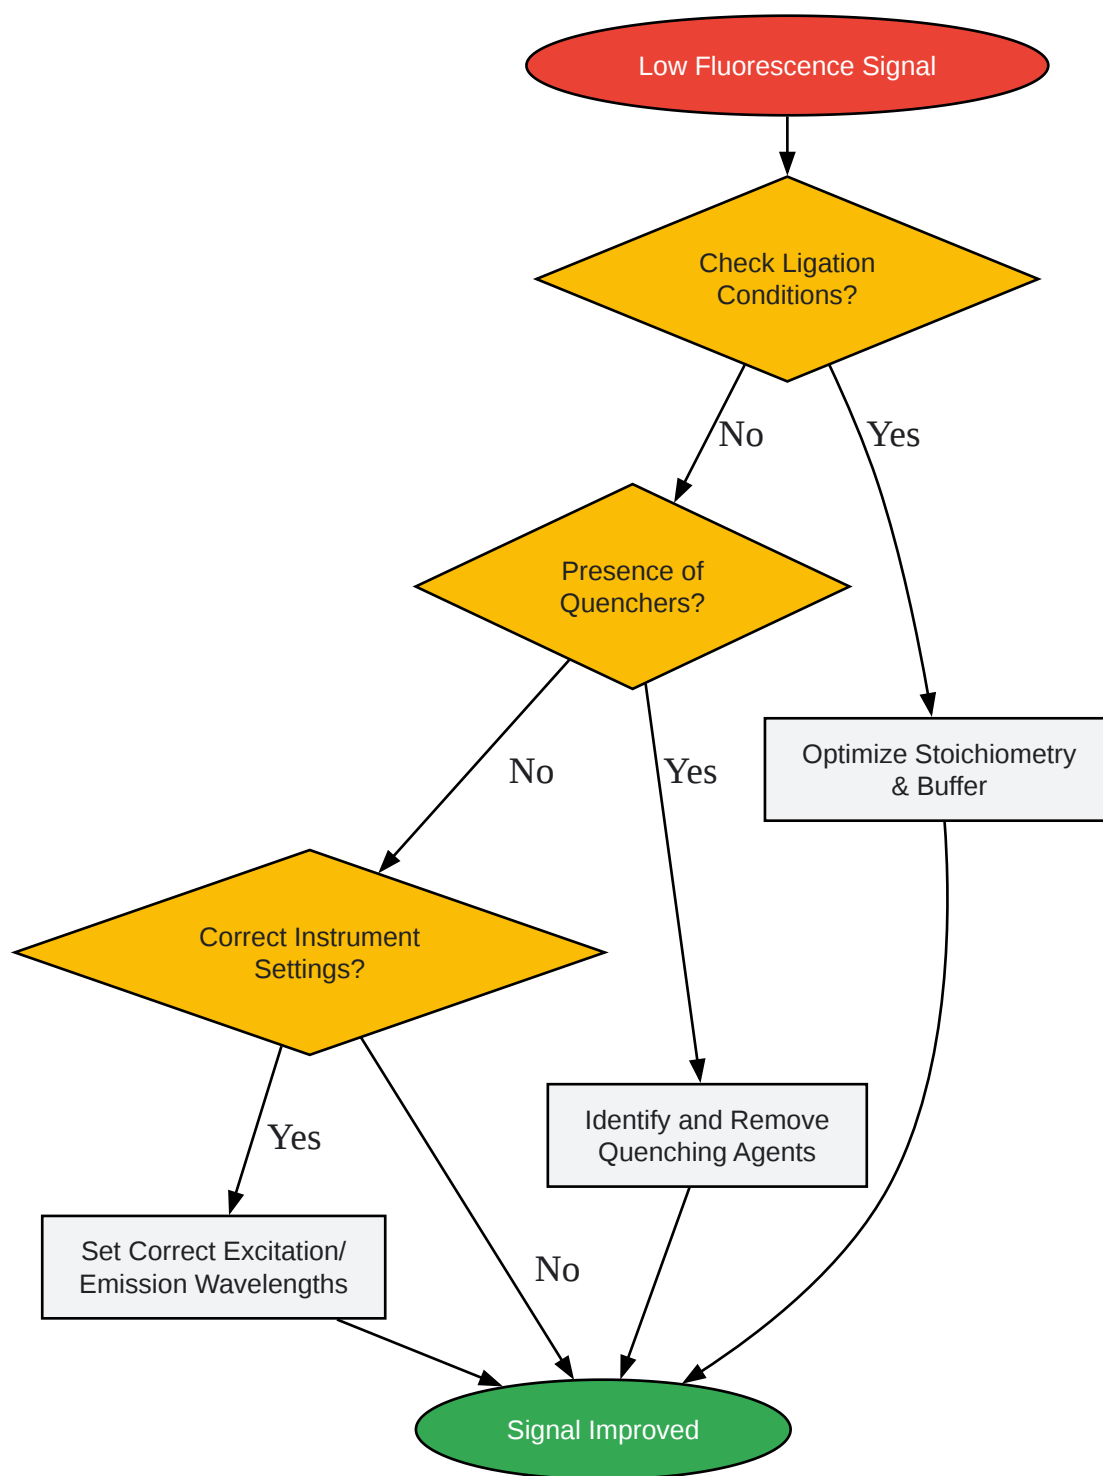 Low Fluorescence Signal
Check Ligation
Conditions?
No
Yes
Presence of
Quenchers?
No
Yes
Optimize Stoichiometry
& Buffer
Correct Instrument
Settings?
Yes
No
Identify and Remove
Quenching Agents
Set Correct Excitation/
Emission Wavelengths
Signal Improved